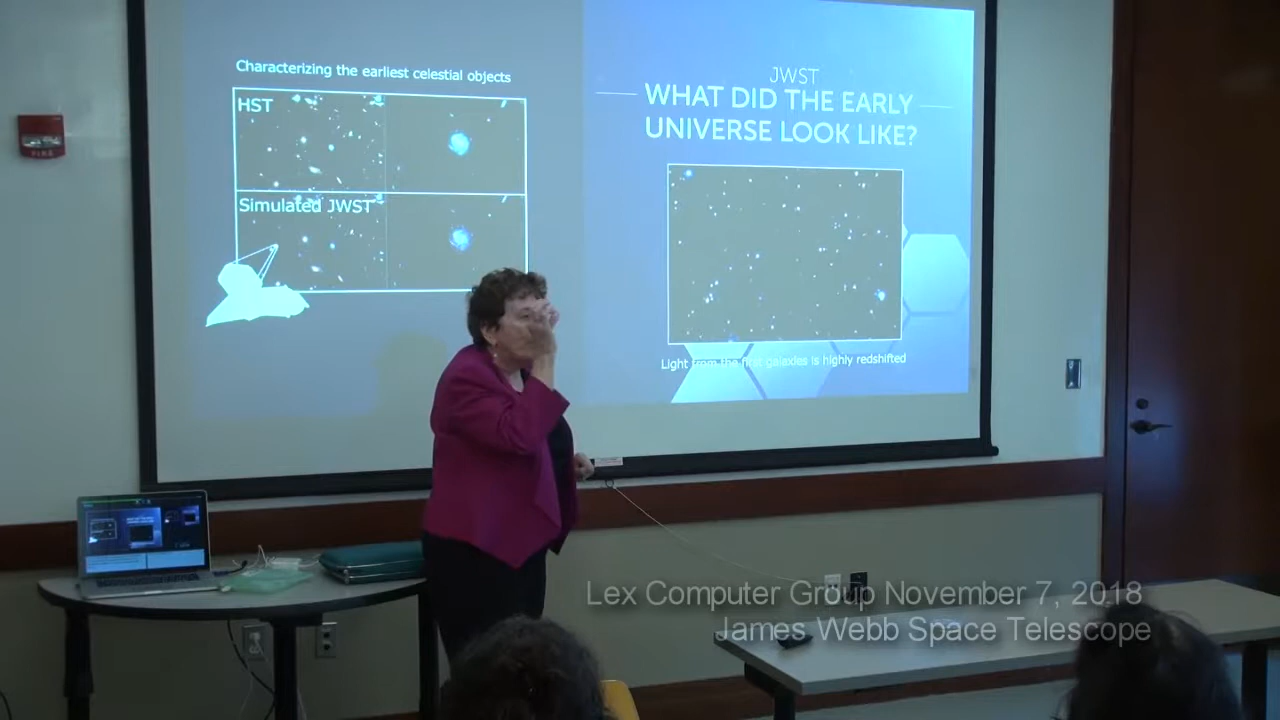 Characterizing the earliest celestial objects
HST
Simulated JWST
JWST
WHAT DID THE EARLY
UNIVERSE LOOK LIKE?
Light from the first galaxies is highly redshifted
Lex Computer Group November 7, 2018
James Webb Space Telescope